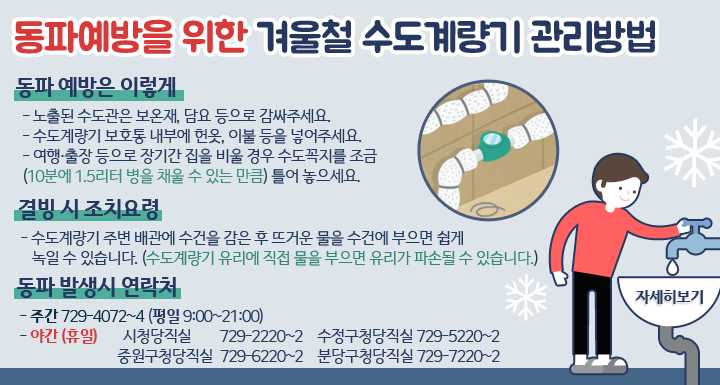 동파예방을 위한 겨울철 수도계량기 관리방법
동파 예방은 이렇게
- 노출된 수도관은 보온재, 담요 등으로 감싸주세요.
- 수도계량기 보호통 내부에 헌옷, 이불 등을 넣어주세요.
- 여행·출장 등으로 장기간 집을 비울 경우 수도꼭지를 조금
(10분에 1.5리터 병을 채울 수 있는 만큼) 틀어 놓으세요.
결빙 시 조치요령
- 수도계량기 주변 배관에 수건을 감은 후 뜨거운 물을 수건에 부으면 쉽게
녹일 수 있습니다. (수도계량기 유리에 직접 물을 부으면 유리가 파손될 수 있습니다.)
동파 발생시 연락처
- 주간 729-4072~4 (평일 9:00~21:00)
- 야간 (휴일) 시청당직실 729-2220~2 수정구청당직실 729-5220~2
중원구청당직실 729-6220~2 분당구청당직실 729-7220~2
자세히보기